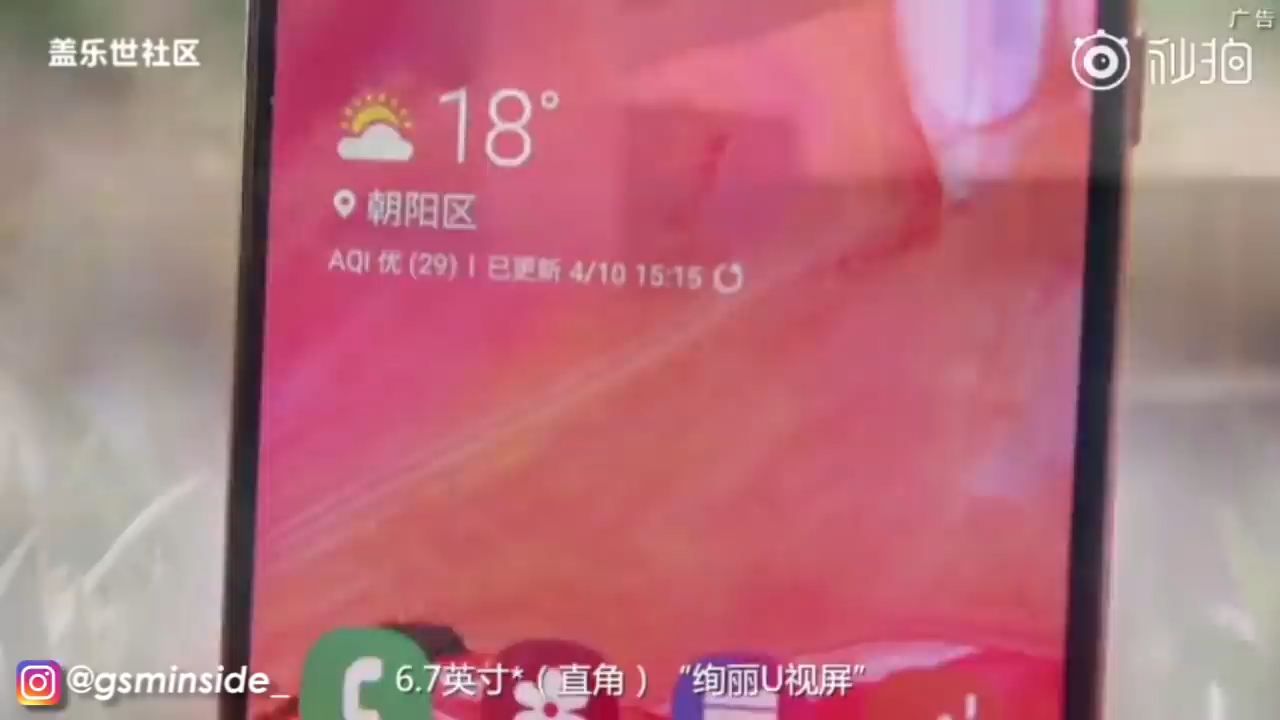 广告
盖乐世社区
秒拍
18°
朝阳区
AQI 优 (29) | 已更新 4/10 15:15
6.7英寸*（直角）“绚丽U视屏”
@gsminside_